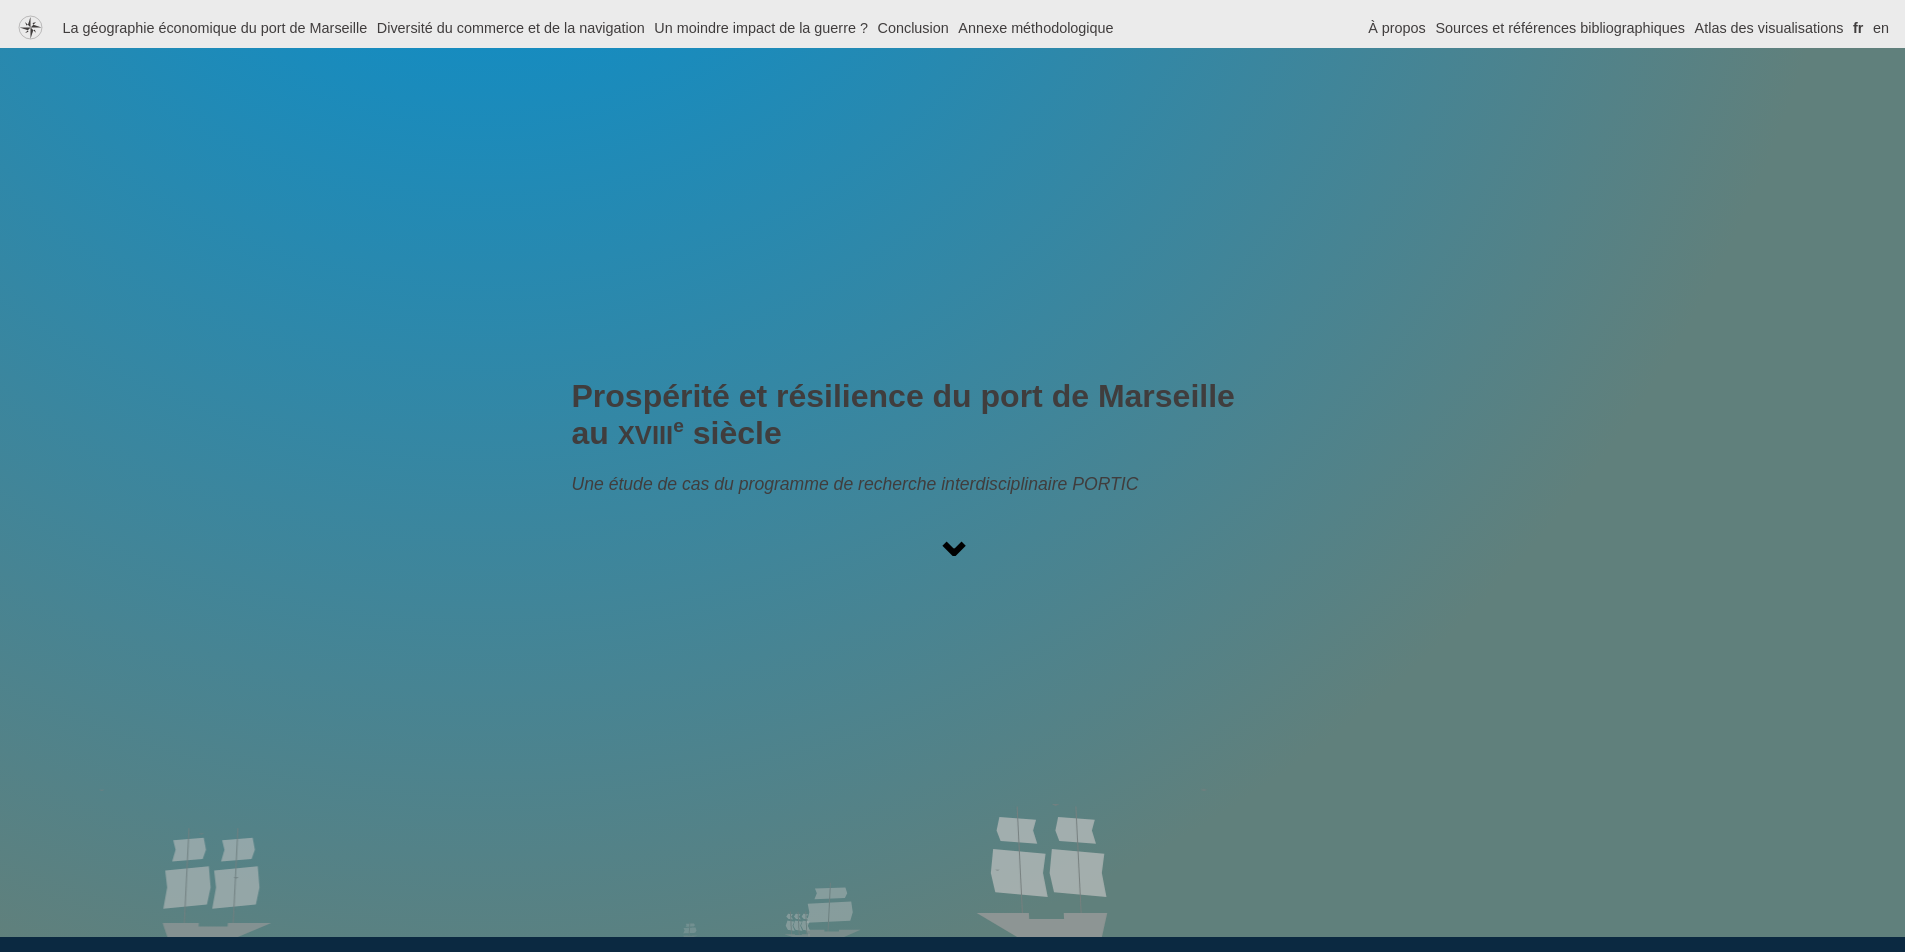 La géographie économique du port de Marseille Diversité du commerce et de la navigation Un moindre impact de la guerre ? Conclusion Annexe méthodologique À propos Sources et références bibliographiques Atlas des visualisations fr en
Prospérité et résilience du port de Marseille
au XVIIIe siècle
Une étude de cas du programme de recherche interdisciplinaire PORTIC